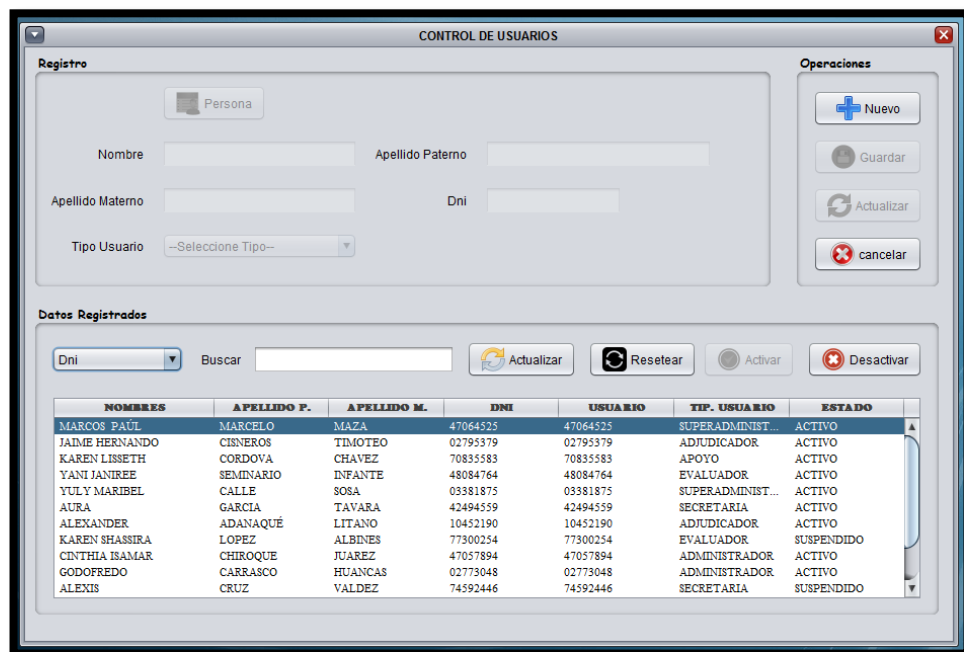 CONTROL DE USUARIOS
Registro
Operaciones
Persona
Nuevo
Nombre
Apellido Paterno
Guardar
Apellido Materno
Dni
Actualizar
Tipo Usuario
--Seleccione Tipo--
cancelar
Datos Registrados
Dni
Buscar
Actualizar
Resetear
Activar
Desactivar
NOMBRES APELLIDO P. APELLIDO M. DNI USUARIO TIP. USUARIO ESTADO
MARCOS PAÚL MARCELO MAZA 47064525 47064525 SUPERADMINIST... ACTIVO
JAIME HERNANDO CISNEROS TIMOTEO 02795379 02795379 ADJUDICADOR ACTIVO
KAREN LISSETH CORDOVA CHAVEZ 70835583 70835583 APOYO ACTIVO
YANI JANIREE SEMINARIO INFANTE 48084764 48084764 EVALUADOR ACTIVO
YULY MARIBEL CALLE SOSA 03381875 03381875 SUPERADMINIST... ACTIVO
AURA GARCIA TAVARA 42494559 42494559 SECRETARIA ACTIVO
ALEXANDER ADANAQUÉ LITANO 10452190 10452190 ADJUDICADOR ACTIVO
KAREN SHASSIRA LOPEZ ALBINES 77300254 77300254 EVALUADOR SUSPENDIDO
CINTHIA ISAMAR CHIROQUE JUAREZ 47057894 47057894 ADMINISTRADOR ACTIVO
GODOFREDO CARRASCO HUANCAS 02773048 02773048 ADMINISTRADOR ACTIVO
ALEXIS CRUZ VALDEZ 74592446 74592446 SECRETARIA SUSPENDIDO